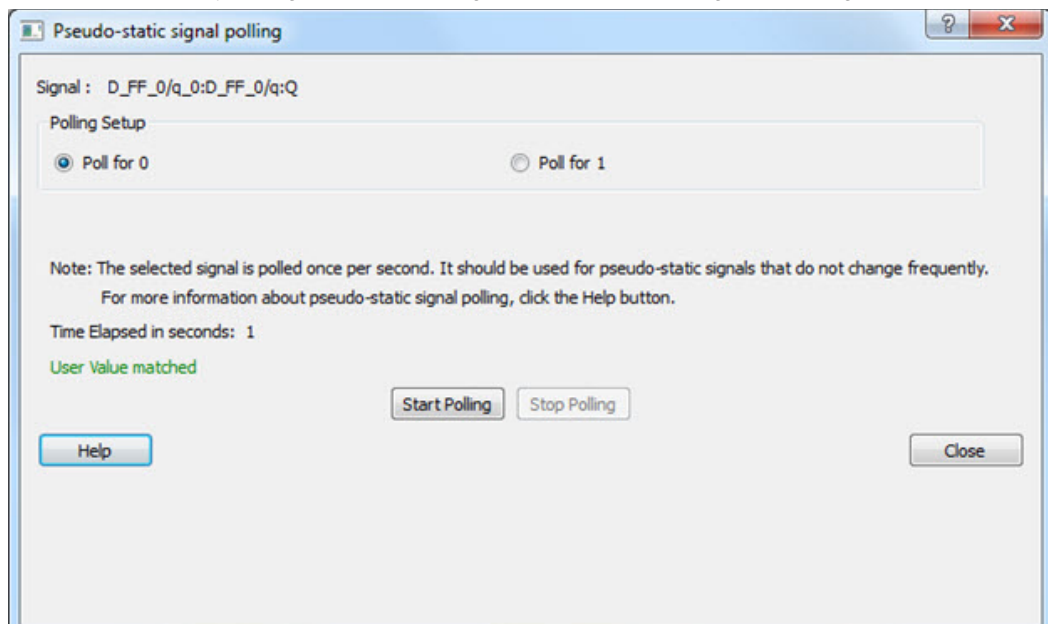 Pseudo-static signal polling
Signal : D_FF_0/q_0:D_FF_0/q:Q
Polling Setup
Poll for 0 Poll for 1
Note: The selected signal is polled once per second. It should be used for pseudo-static signals that do not change frequently.
For more information about pseudo-static signal polling, click the Help button.
Time Elapsed in seconds: 1
User Value matched
Start Polling Stop Polling
Help Close